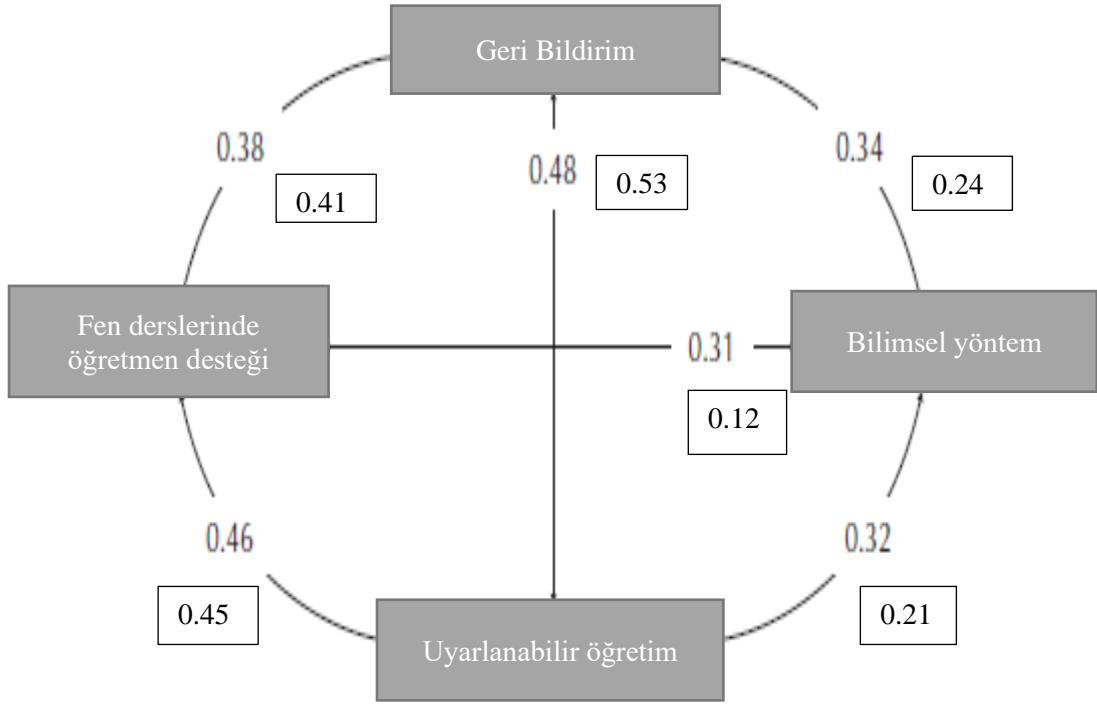 Geri Bildirim
0.38
0.34
0.48
0.53
0.24
0.41
Fen derslerinde
öğretmen desteği
0.31
Bilimsel yöntem
0.12
0.46
0.32
0.45
0.21
Uyarlanabilir öğretim